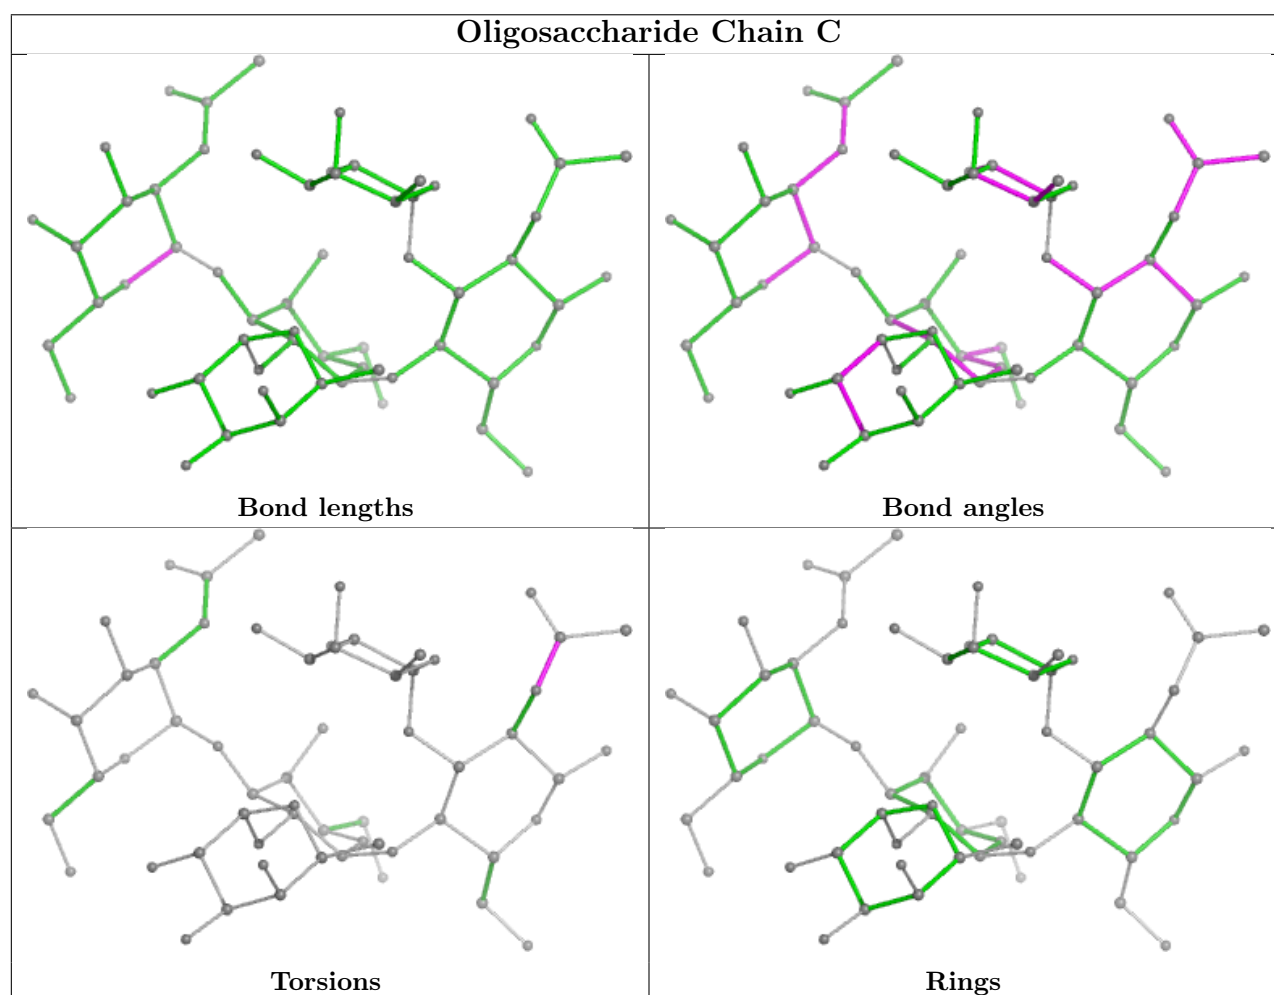 Oligosaccharide Chain C
Bond lengths
Bond angles
Torsions
Rings